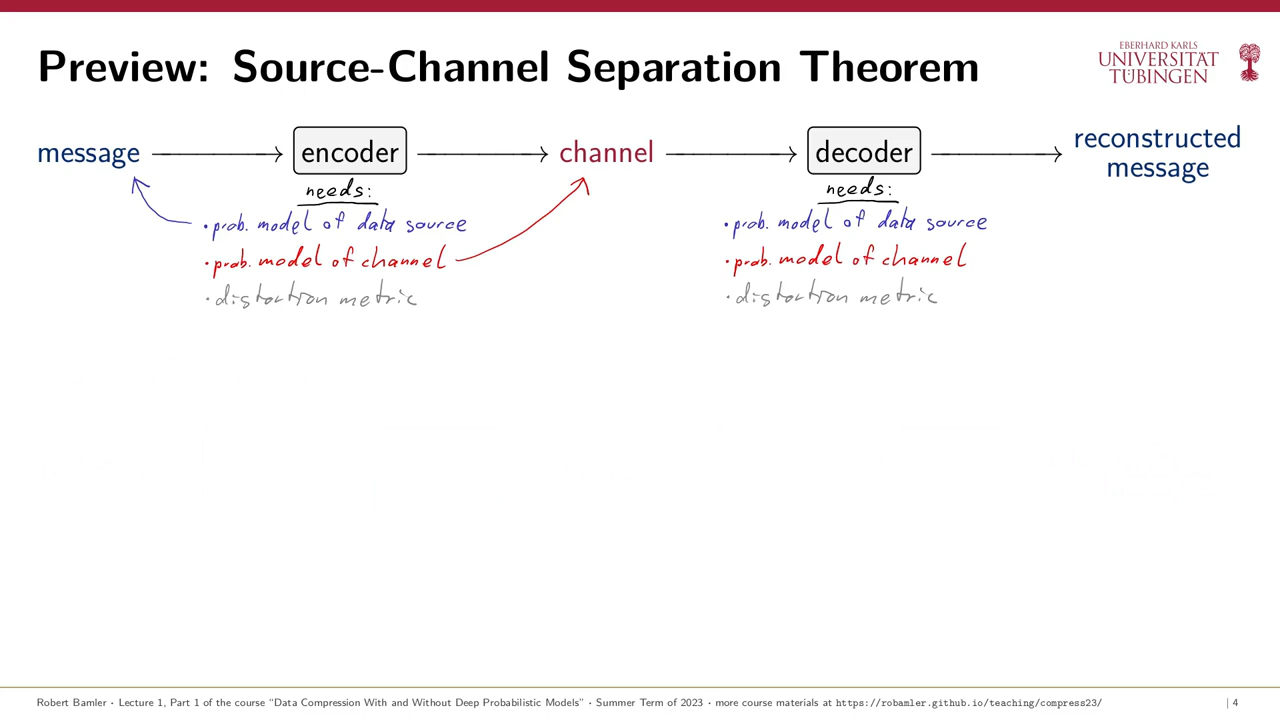 Preview: Source-Channel Separation Theorem
EBERHARD KARLS
UNIVERSITÄT
TÜBINGEN
message
encoder
channel
decoder
reconstructed
message
needs:
• prob. model of data source
• prob. model of channel
• distortion metric
needs:
• prob. model of data source
• prob. model of channel
• distortion metric
Robert Bamler · Lecture 1, Part 1 of the course “Data Compression With and Without Deep Probabilistic Models” · Summer Term of 2023 · more course materials at https://robamler.github.io/teaching/compress23/ | 4